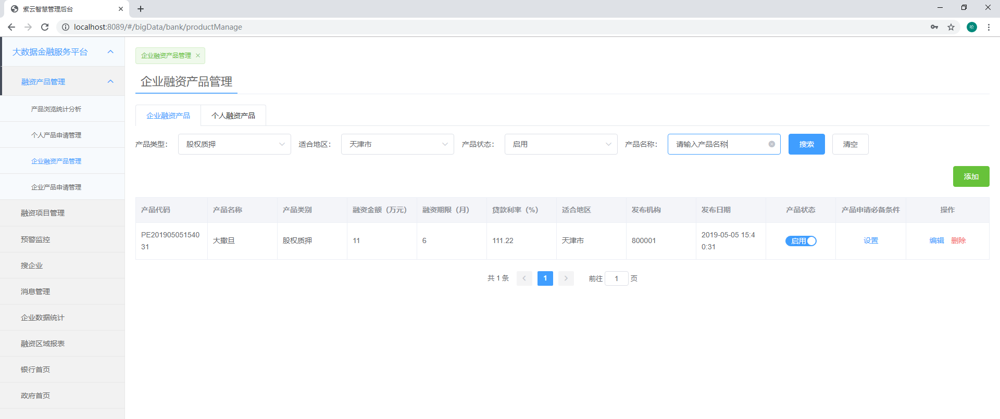 紫云智慧管理后台
localhost:8089/#/bigData/bank/productManage
大数据金融服务平台
融资产品管理
产品浏览统计分析
个人产品申请管理
企业融资产品管理
企业产品申请管理
融资项目管理
预警监控
搜企业
消息管理
企业数据统计
融资区域报表
银行首页
政府首页
企业融资产品管理
企业融资产品管理
企业融资产品 个人融资产品
产品类型： 股权质押 适合地区： 天津市 产品状态： 启用 产品名称： 请输入产品名称 搜索 清空
添加
产品代码 产品名称 产品类别 融资金额（万元） 融资期限（月） 贷款利率（%） 适合地区 发布机构 发布日期 产品状态 产品申请必备条件 操作
PE201905051540 2019-05-05 15:4
大撒旦 股权质押 11 6 111.22 天津市 800001 启用 设置 编辑 删除
31 0:31
共 1 条 1 前往 1 页